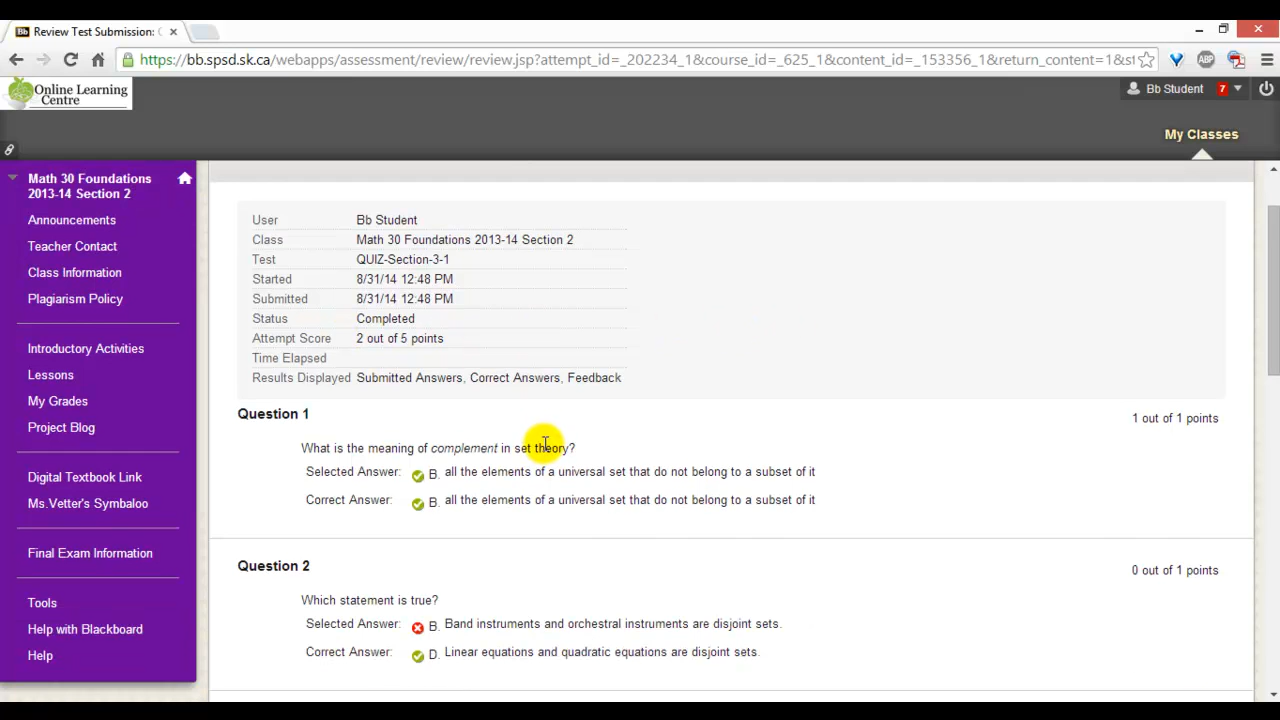 Bb Review Test Submission:
https://bb.spsd.sk.ca/webapps/assessment/review/review.jsp?attempt_id=_202234_1&course_id=_625_1&content_id=_153356_1&return_content=1&st
ABP
Online Learning
Centre
Bb Student 7
My Classes
Math 30 Foundations
2013-14 Section 2
Announcements
Teacher Contact
Class Information
Plagiarism Policy
Introductory Activities
Lessons
My Grades
Project Blog
Digital Textbook Link
Ms.Vetter's Symbaloo
Final Exam Information
Tools
Help with Blackboard
Help
User Bb Student
Class Math 30 Foundations 2013-14 Section 2
Test QUIZ-Section-3-1
Started 8/31/14 12:48 PM
Submitted 8/31/14 12:48 PM
Status Completed
Attempt Score 2 out of 5 points
Time Elapsed
Results Displayed Submitted Answers, Correct Answers, Feedback
Question 1
1 out of 1 points
What is the meaning of complement in set theory?
Selected Answer: B. all the elements of a universal set that do not belong to a subset of it
Correct Answer: B. all the elements of a universal set that do not belong to a subset of it
Question 2
0 out of 1 points
Which statement is true?
Selected Answer: B. Band instruments and orchestral instruments are disjoint sets.
Correct Answer: D. Linear equations and quadratic equations are disjoint sets.